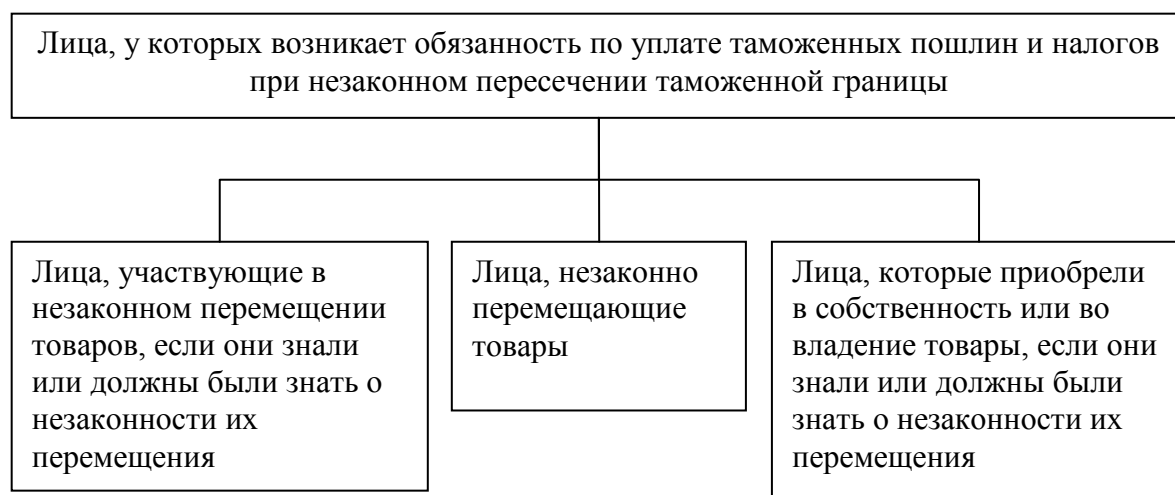 Лица, у которых возникает обязанность по уплате таможенных пошлин и налогов
при незаконном пересечении таможенной границы
Лица, участвующие в
незаконном перемещении
товаров, если они знали
или должны были знать о
незаконности их
перемещения
Лица, незаконно
перемещающие
товары
Лица, которые приобрели
в собственность или во
владение товары, если они
знали или должны были
знать о незаконности их
перемещения